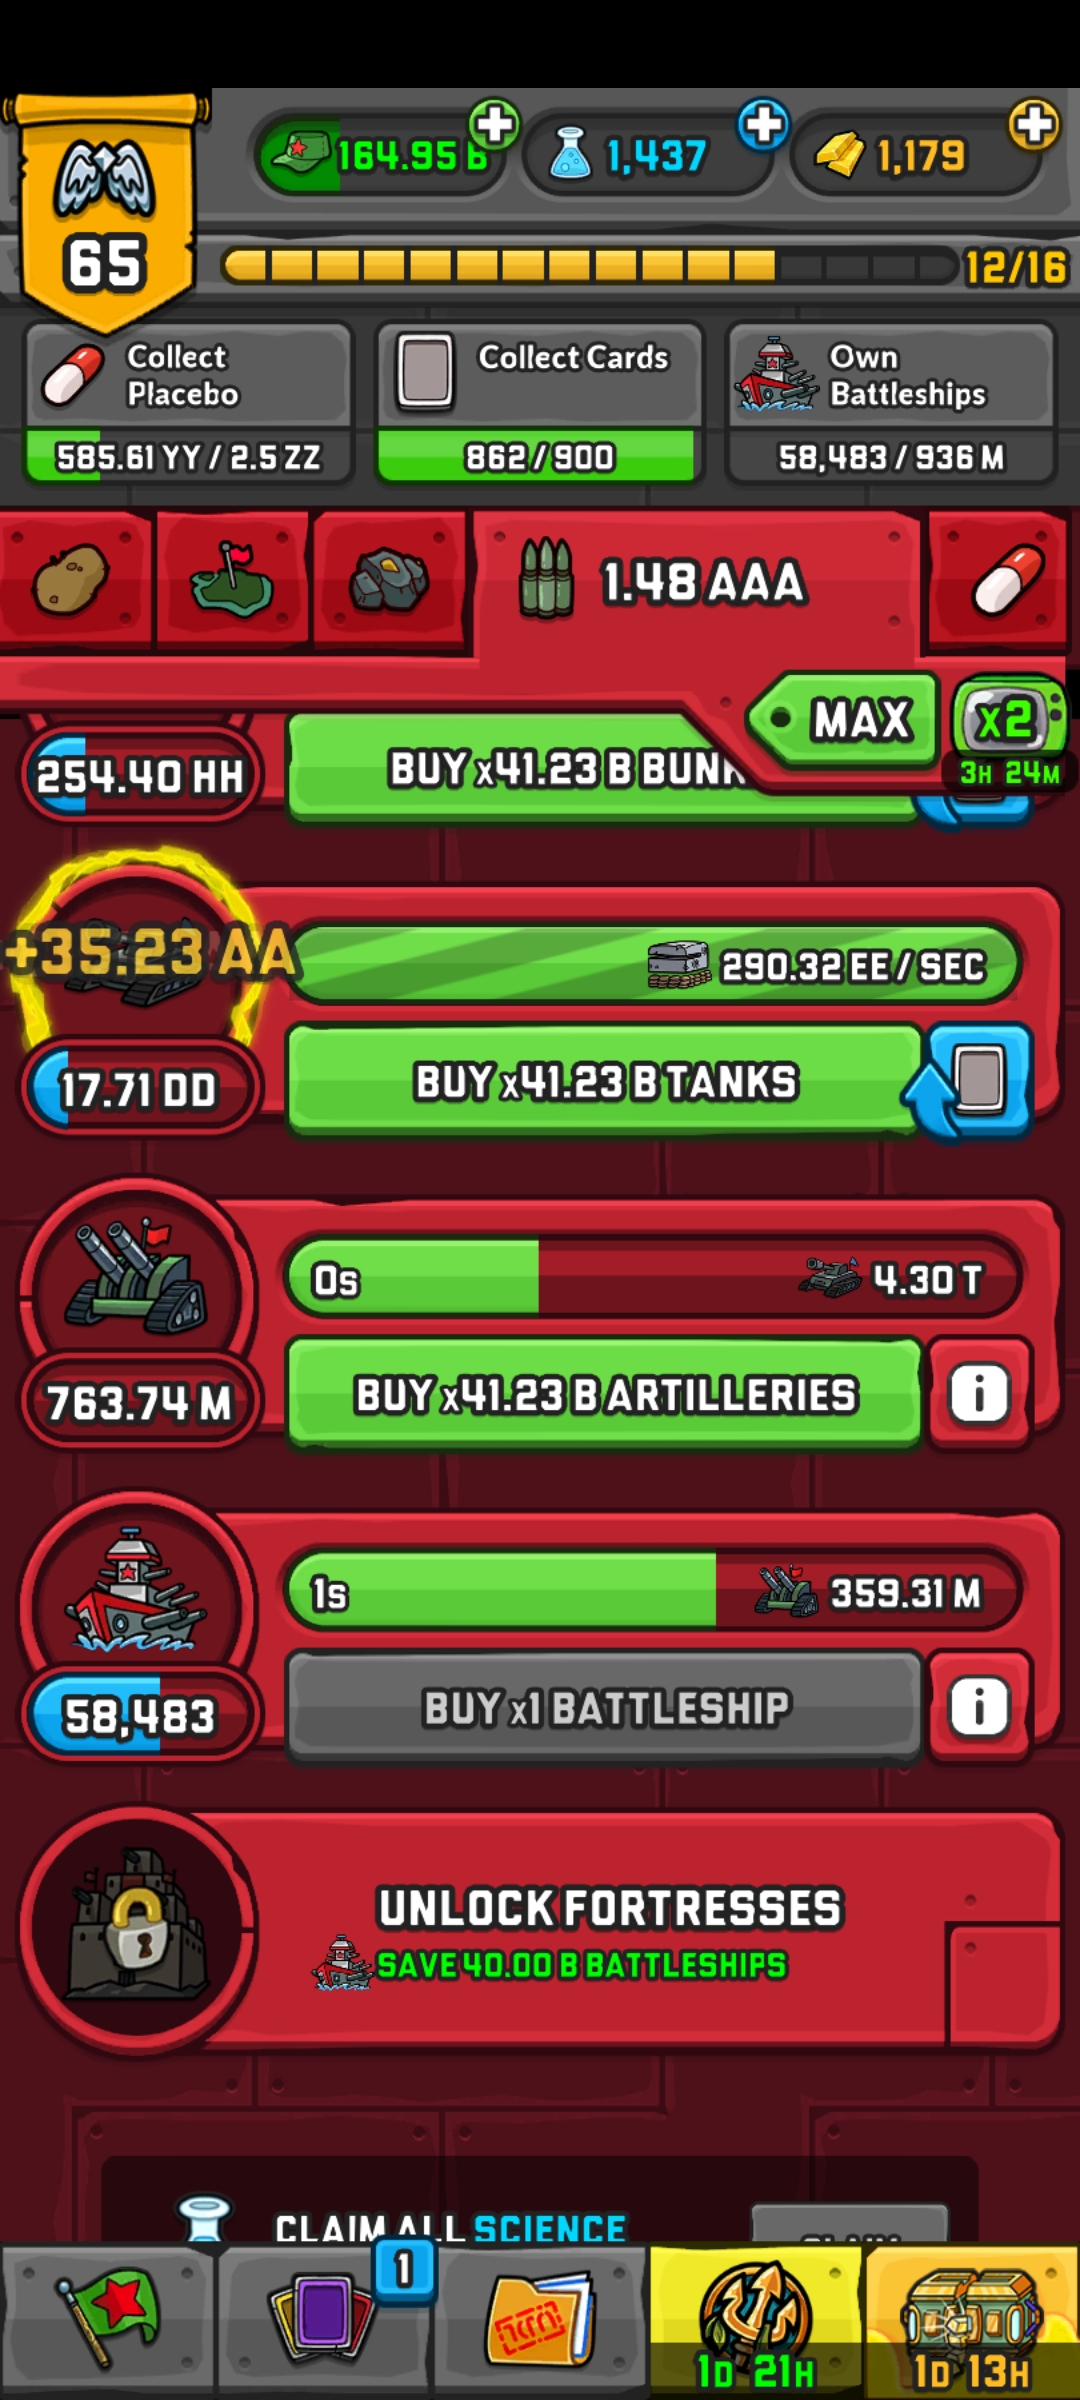 164.95 B
1,437
1,179
65
12/16
Collect
Placebo
Collect Cards
Own
Battleships
585.61 YY / 2.5 ZZ
862/900
58,483 / 936 M
1.48 AAA
MAX
x2
3H 24M
254.40 HH
BUY x41.23 B
+35.23 AA
290.32 EE / SEC
17.71 DD
BUY x41.23 B TANKS
0s
4.30 T
763.74 M
BUY x41.23 B ARTILLERIES
i
1s
359.31 M
58,483
BUY x1 BATTLESHIP
i
UNLOCK FORTRESSES
SAVE 40.00 B BATTLESHIPS
CLAIM ALL SCIENCE
1
1D 21H
1D 13H